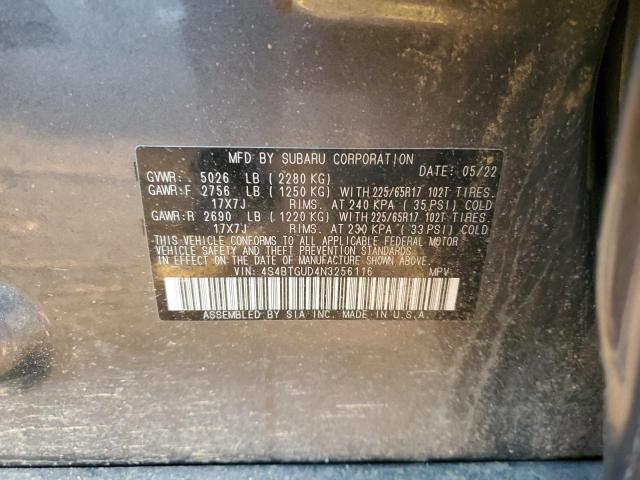 MFD BY SUBARU CORPORATION
GVWR: 5026 LB ( 2280 KG) DATE: 05/22
GAWR:F 2756 LB ( 1250 KG) WITH 225/65R17 102T TIRES.
17X7J RIMS. AT 240 KPA ( 35 PSI) COLD
GAWR:R 2690 LB ( 1220 KG) WITH 225/65R17 102T TIRES.
17X7J RIMS. AT 230 KPA ( 33 PSI) COLD
THIS VEHICLE CONFORMS TO ALL APPLICABLE FEDERAL MOTOR
VEHICLE SAFETY AND BUMPER STANDARDS IN EFFECT ON THE
DATE OF MANUFACTURE SHOWN ABOVE.
VIN: 4S4BTGUD4N3256116 MPV
ASSEMBLED BY SIA INC. MADE IN U.S.A.